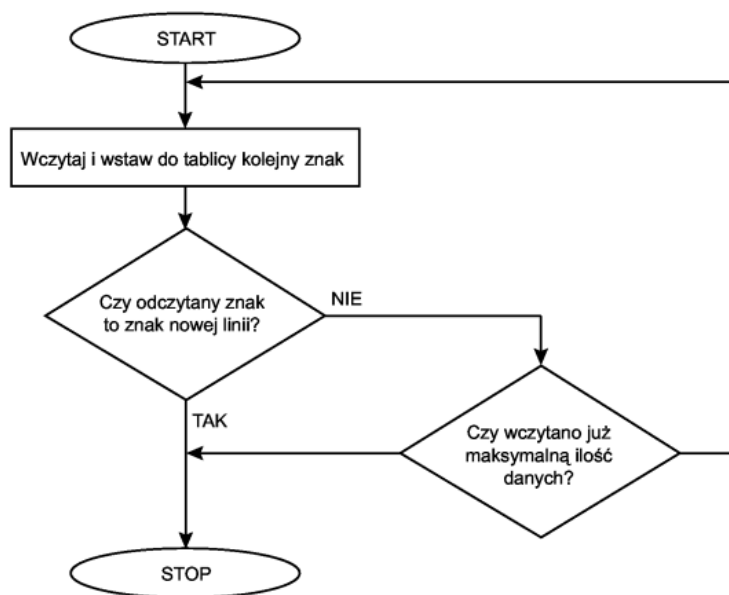 START
Wczytaj i wstaw do tablicy kolejny znak
Czy odczytany znak
to znak nowej linii?
NIE
TAK
Czy wczytano już
maksymalną ilość
danych?
STOP